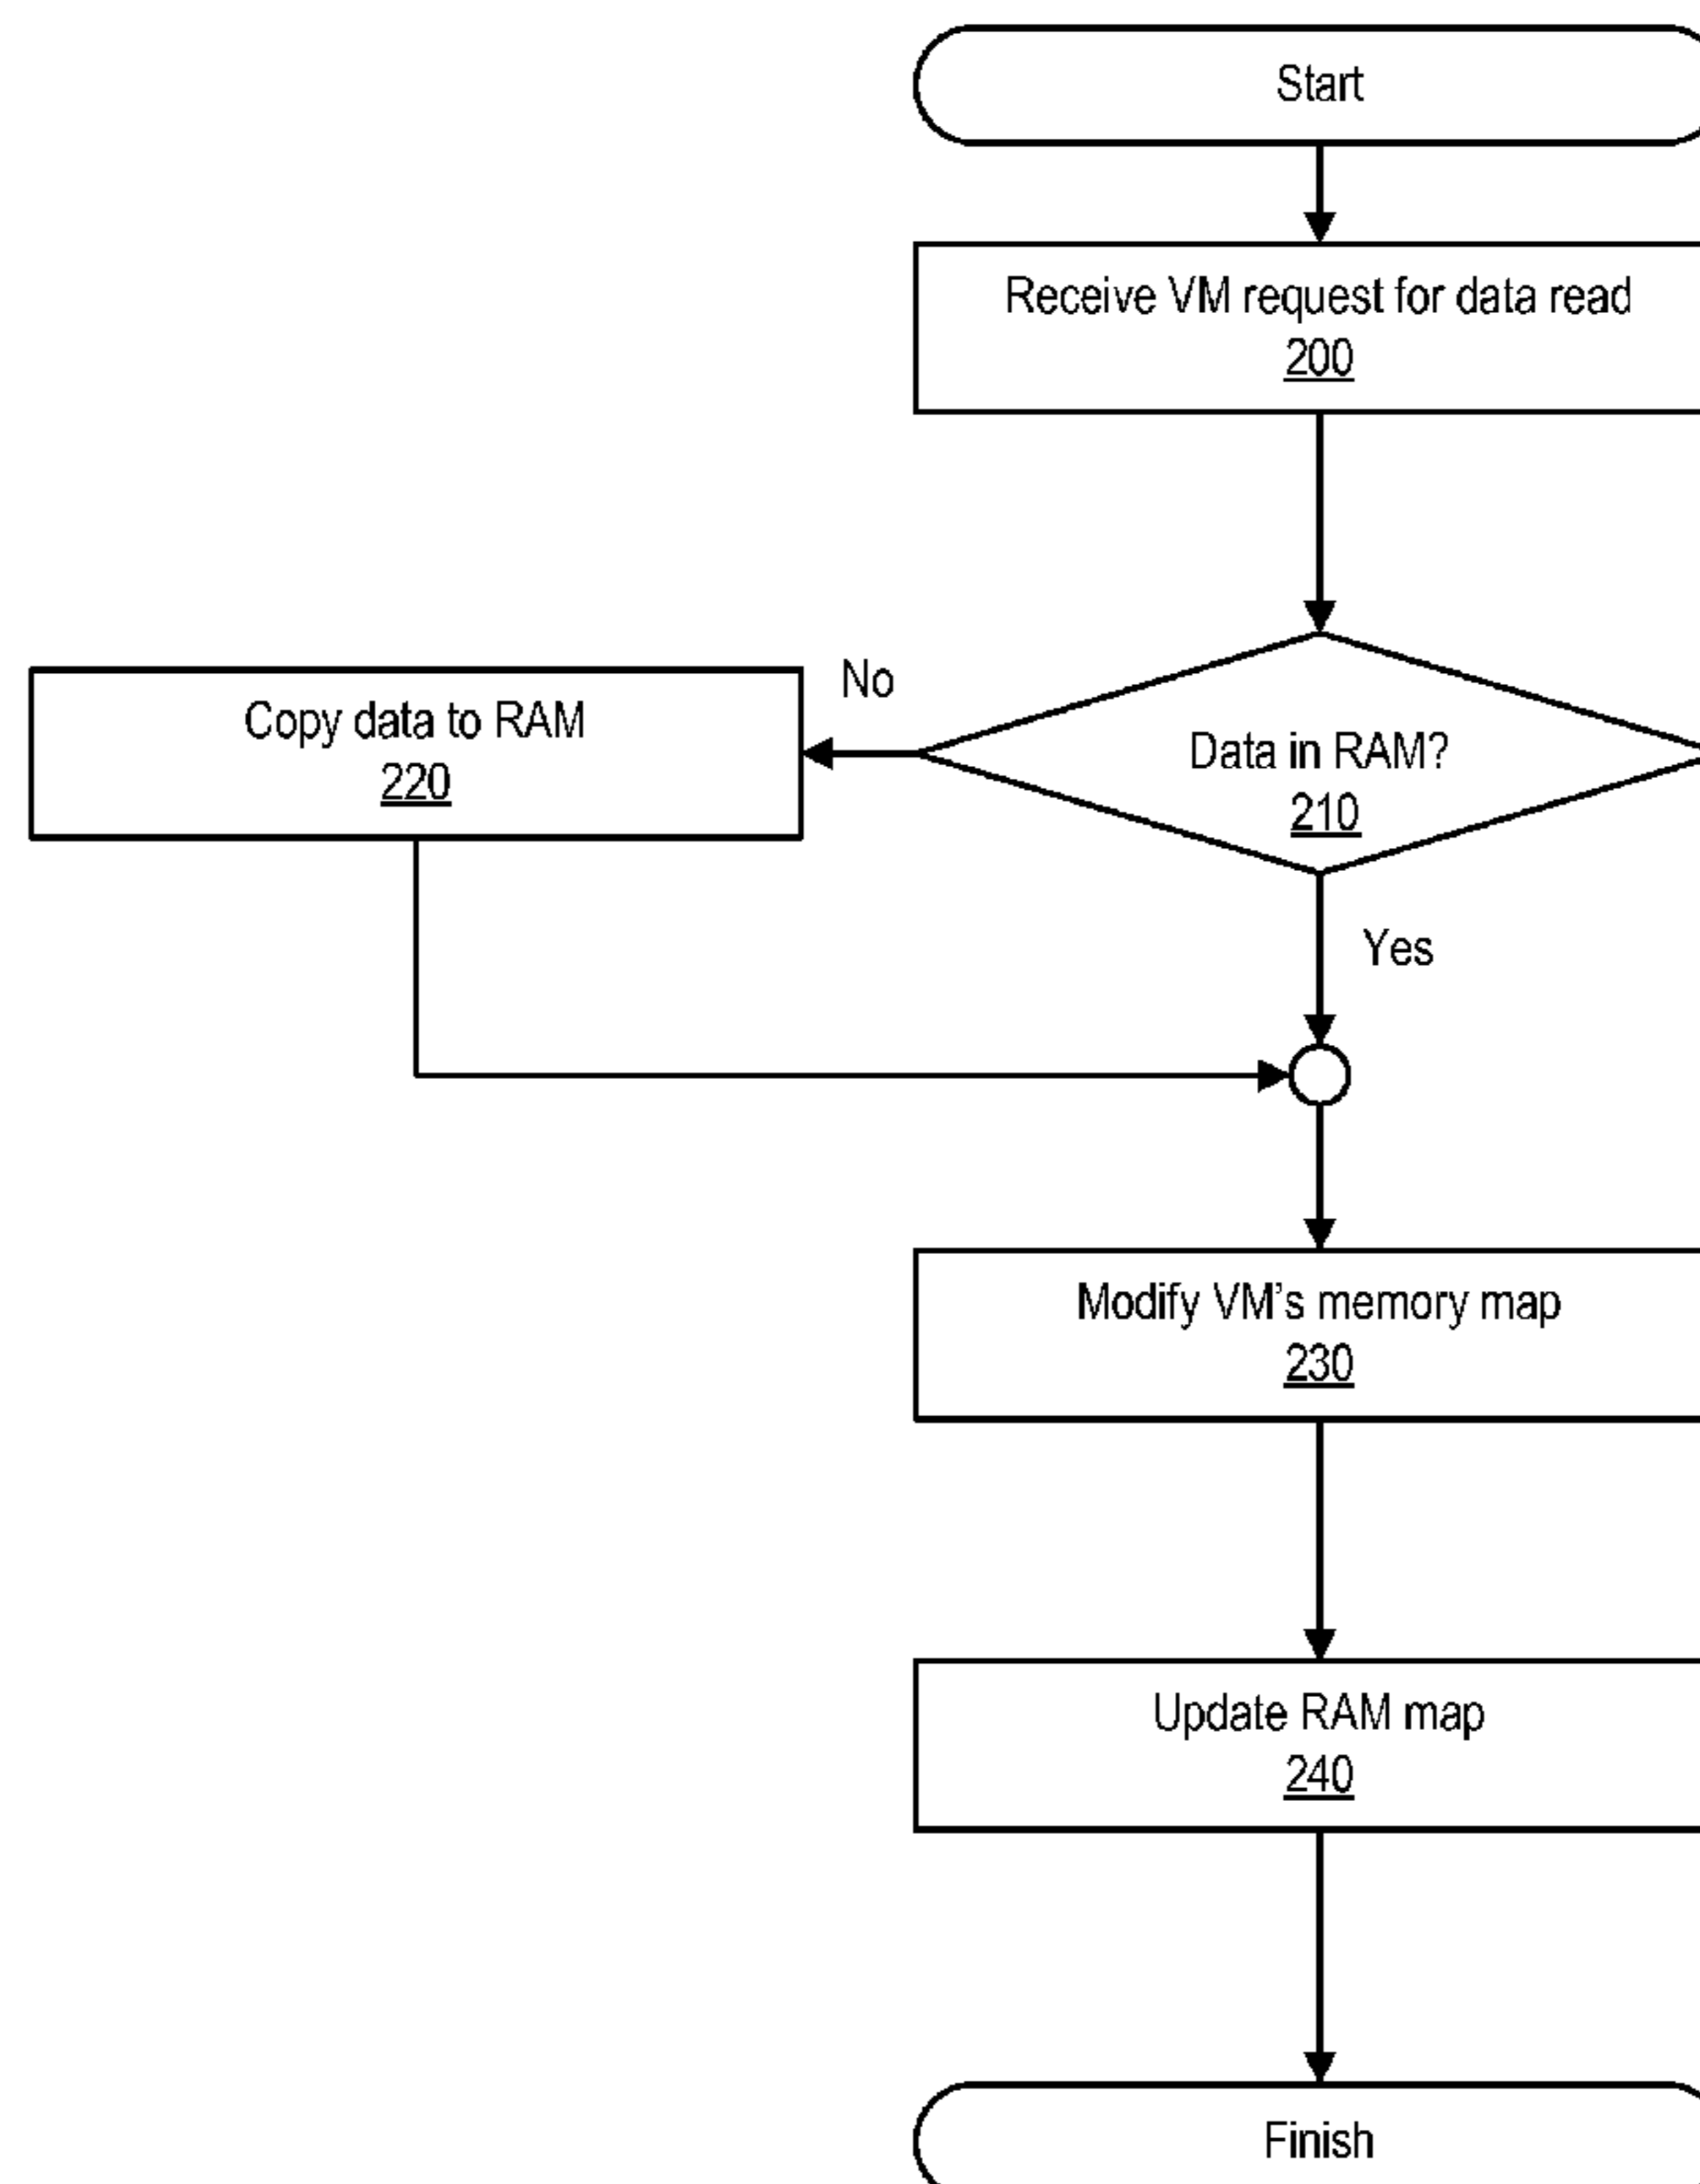 Start
Receive VM request for data read
200
No
Copy data to RAM
220
Data in RAM?
210
Yes
Modify VM's memory map
230
Update RAM map
240
Finish